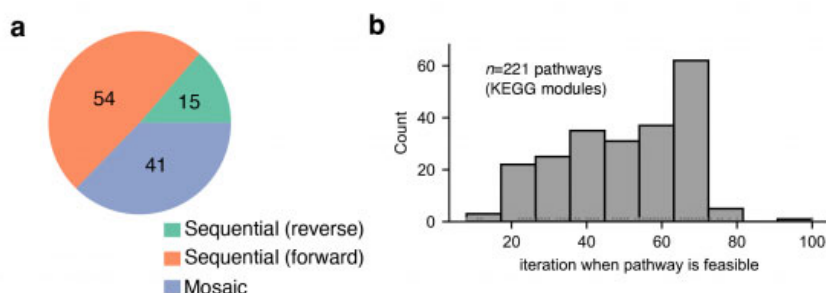 a
54
15
41
Sequential (reverse)
Sequential (forward)
Mosaic
b
n=221 pathways
(KEGG modules)
Count
60
40
20
0
20
40
60
80
100
iteration when pathway is feasible